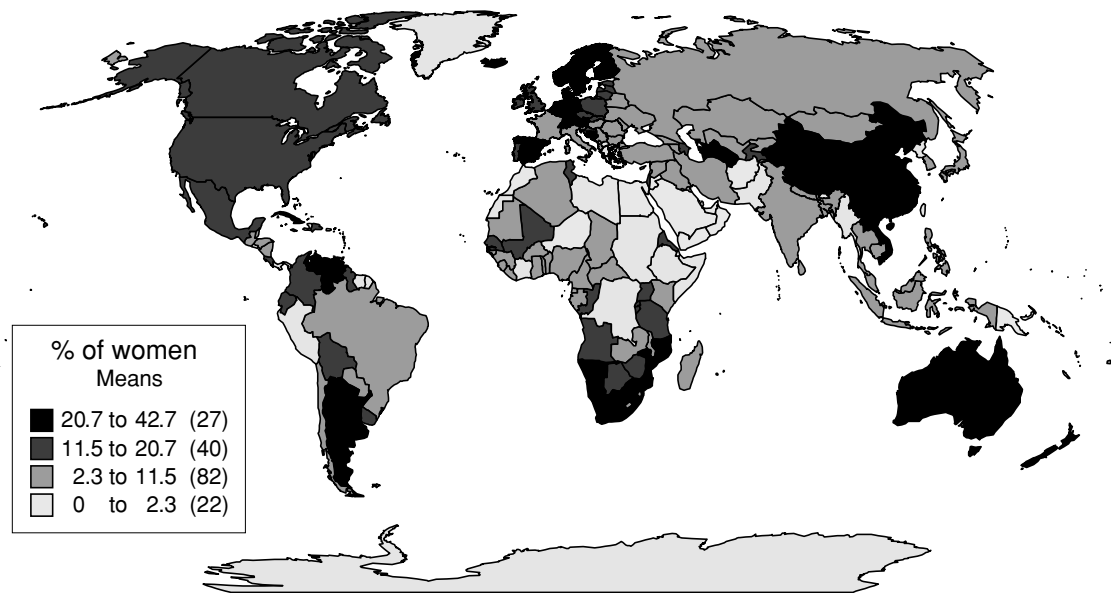 % of women
Means
20.7 to 42.7 (27)
11.5 to 20.7 (40)
2.3 to 11.5 (82)
0 to 2.3 (22)